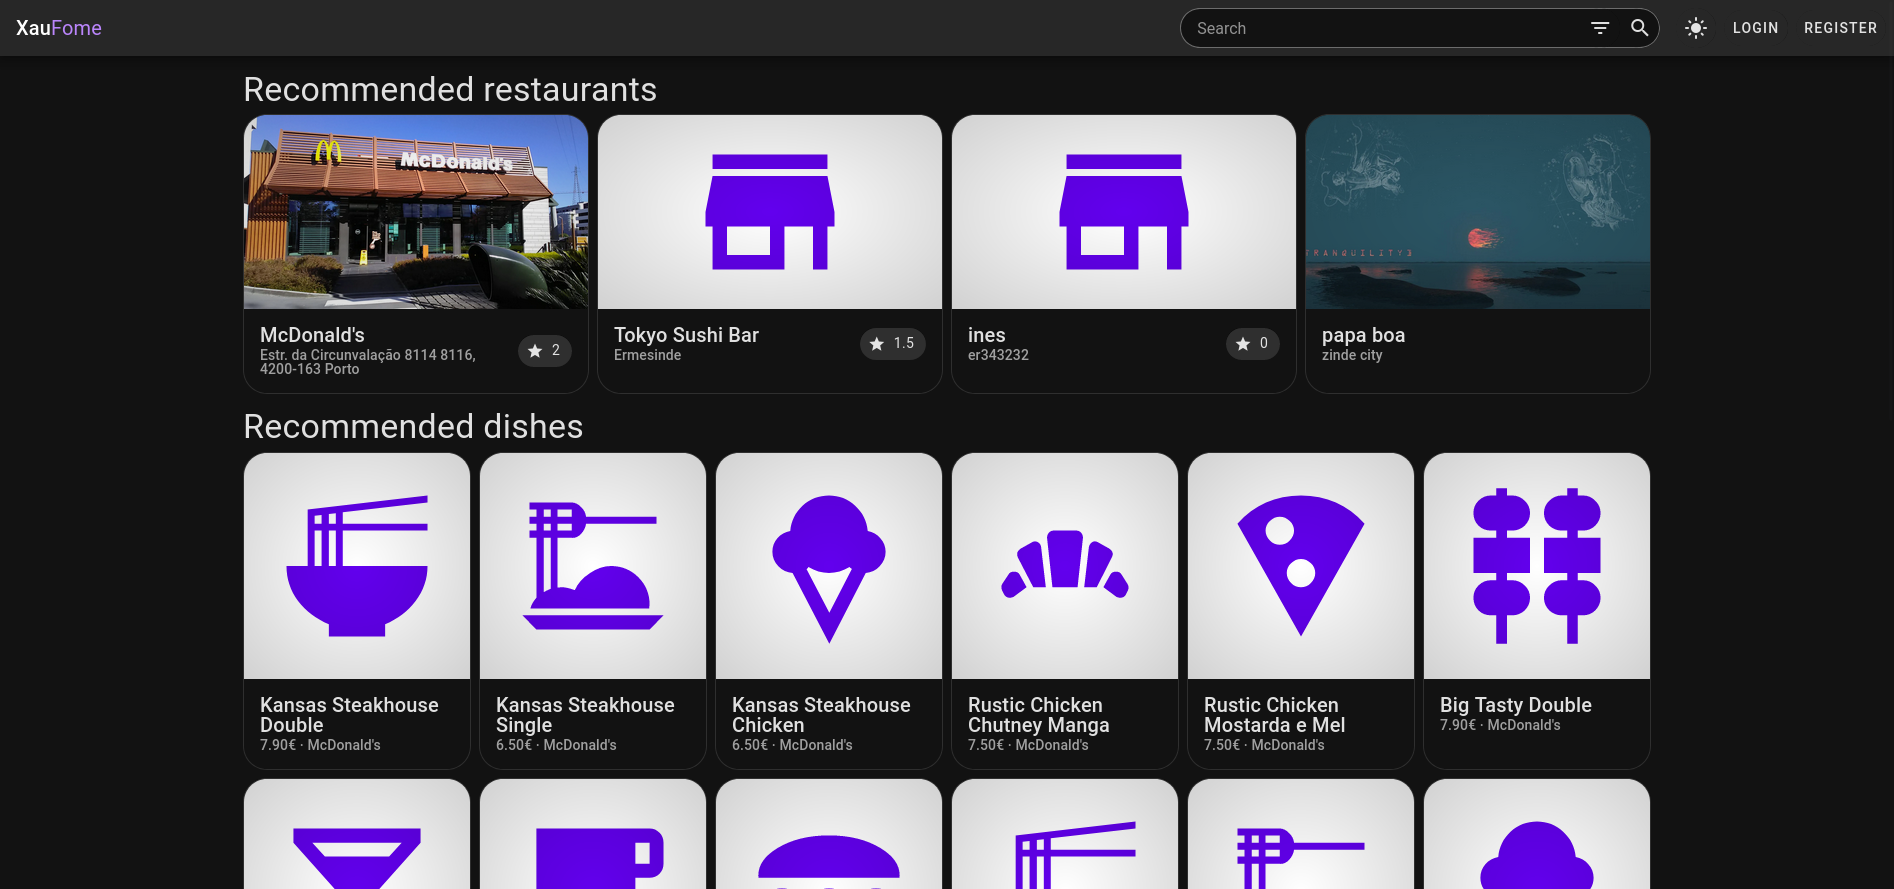 XauFome
Search
LOGIN
REGISTER
Recommended restaurants
McDonald's
McDonald's
Estr. da Circunvalação 8114 8116,
4200-163 Porto
2
Tokyo Sushi Bar
Ermesinde
1.5
ines
er343232
0
TRANQUILITY3
papa boa
zinde city
Recommended dishes
Kansas Steakhouse
Double
7.90€ · McDonald's
Kansas Steakhouse
Single
6.50€ · McDonald's
Kansas Steakhouse
Chicken
6.50€ · McDonald's
Rustic Chicken
Chutney Manga
7.50€ · McDonald's
Rustic Chicken
Mostarda e Mel
7.50€ · McDonald's
Big Tasty Double
7.90€ · McDonald's